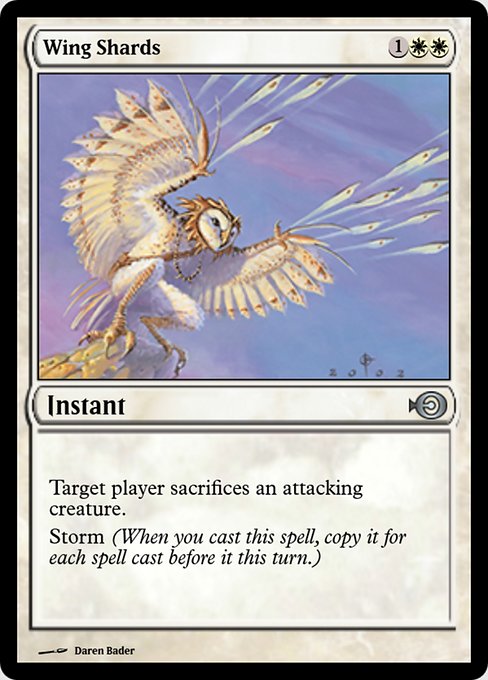 Wing Shards 1
2002
Instant
Target player sacrifices an attacking
creature.
Storm (When you cast this spell, copy it for
each spell cast before it this turn.)
Daren Bader